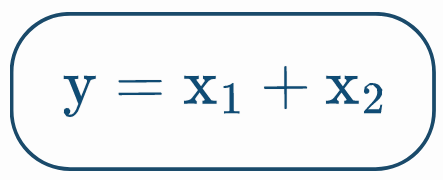 y = x₁ + x₂